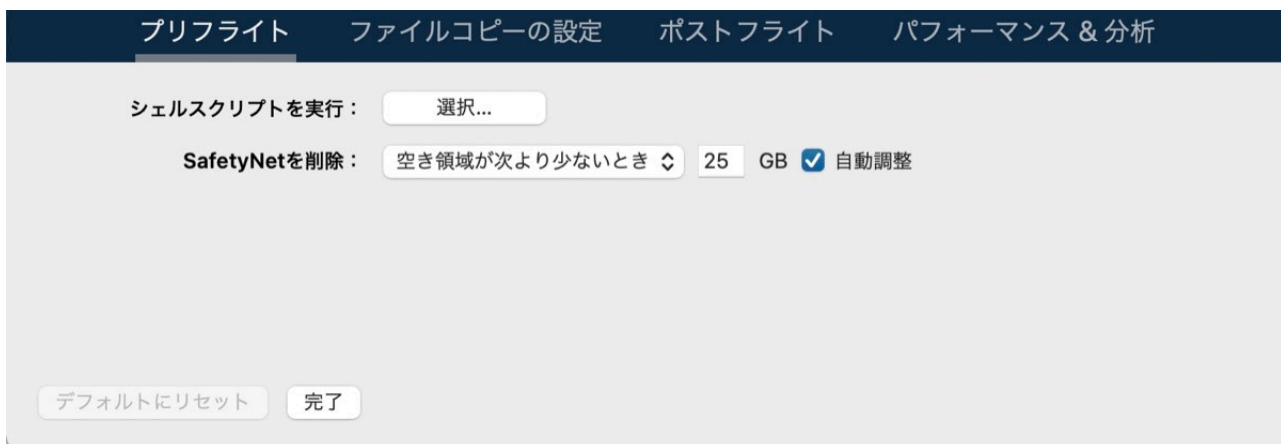 プリフライト ファイルコピーの設定 ポストフライト パフォーマンス & 分析
シェルスクリプトを実行： 選択...
SafetyNetを削除： 空き領域が次より少ないとき 25 GB 自動調整
デフォルトにリセット 完了